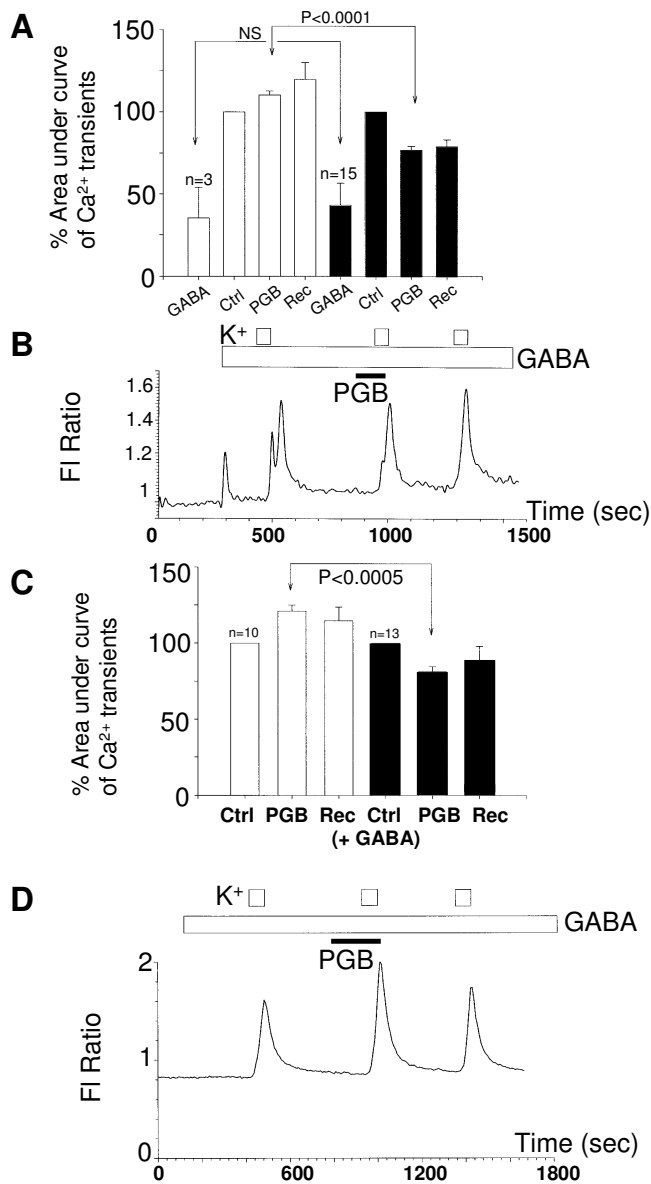 A
% Area under curve
of Ca²⁺ transients
150
100
50
0
P<0.0001
NS
n=3
n=15
GABA Ctrl PGB Rec GABA Ctrl PGB Rec
B
K⁺
GABA
PGB
Fl Ratio
1.6
1.4
1.2
1
0 500 1000 1500
Time (sec)
C
% Area under curve
of Ca²⁺ transients
150
100
50
0
P<0.0005
n=10
n=13
Ctrl PGB Rec Ctrl PGB Rec
(+ GABA)
D
K⁺
GABA
PGB
Fl Ratio
2
1
0
Time (sec)
0 600 1200 1800